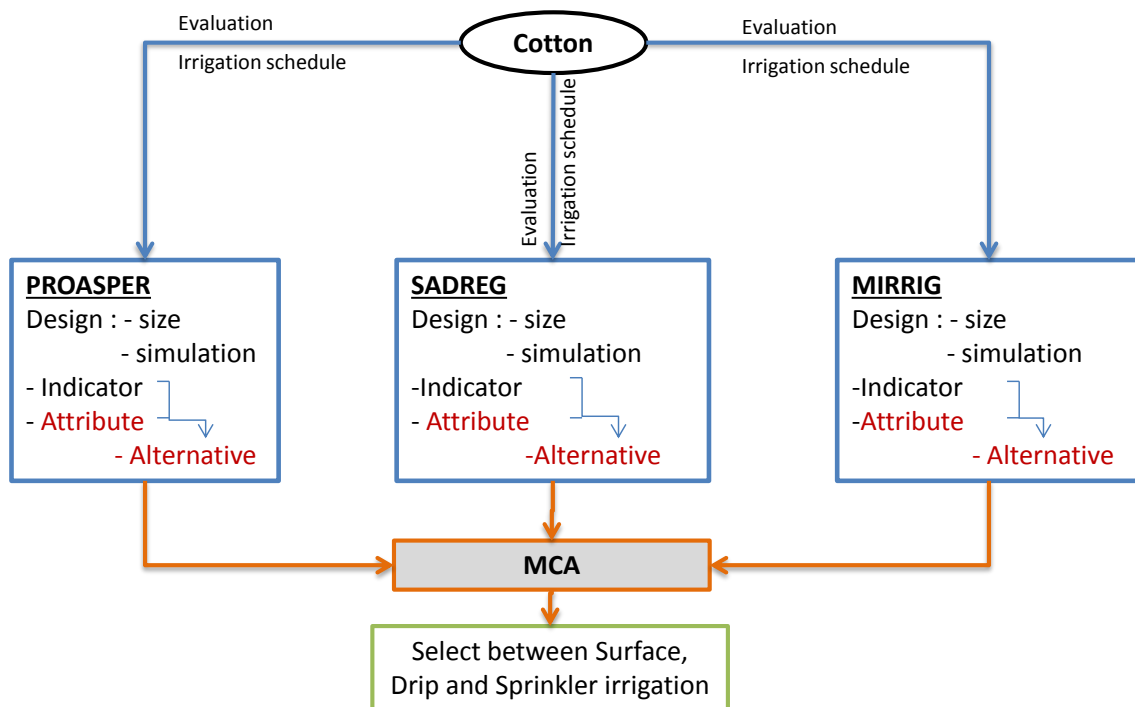 Evaluation
Irrigation schedule
Cotton
Evaluation
Irrigation schedule
Evaluation
Irrigation schedule
PROASPER
Design : - size
- simulation
- Indicator
- Attribute
- Alternative
SADREG
Design : - size
- simulation
-Indicator
- Attribute
-Alternative
MIRRIG
Design : - size
- simulation
-Indicator
-Attribute
- Alternative
MCA
Select between Surface,
Drip and Sprinkler irrigation